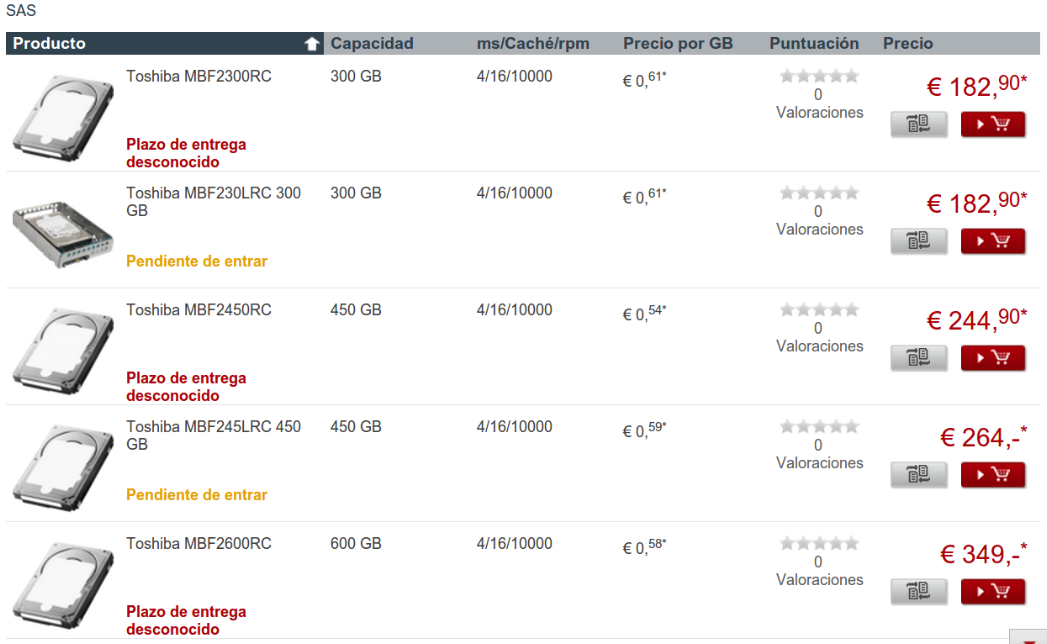 SAS
Producto Capacidad ms/Caché/rpm Precio por GB Puntuación Precio
Toshiba MBF2300RC 300 GB 4/16/10000 € 0,61* € 182,90*
0
Valoraciones
Plazo de entrega
desconocido
Toshiba MBF230LRC 300 300 GB 4/16/10000 € 0,61* € 182,90*
GB 0
Valoraciones
Pendiente de entrar
Toshiba MBF2450RC 450 GB 4/16/10000 € 0,54* € 244,90*
0
Valoraciones
Plazo de entrega
desconocido
Toshiba MBF245LRC 450 450 GB 4/16/10000 € 0,59* € 264,-*
GB 0
Valoraciones
Pendiente de entrar
Toshiba MBF2600RC 600 GB 4/16/10000 € 0,58* € 349,-*
0
Valoraciones
Plazo de entrega
desconocido